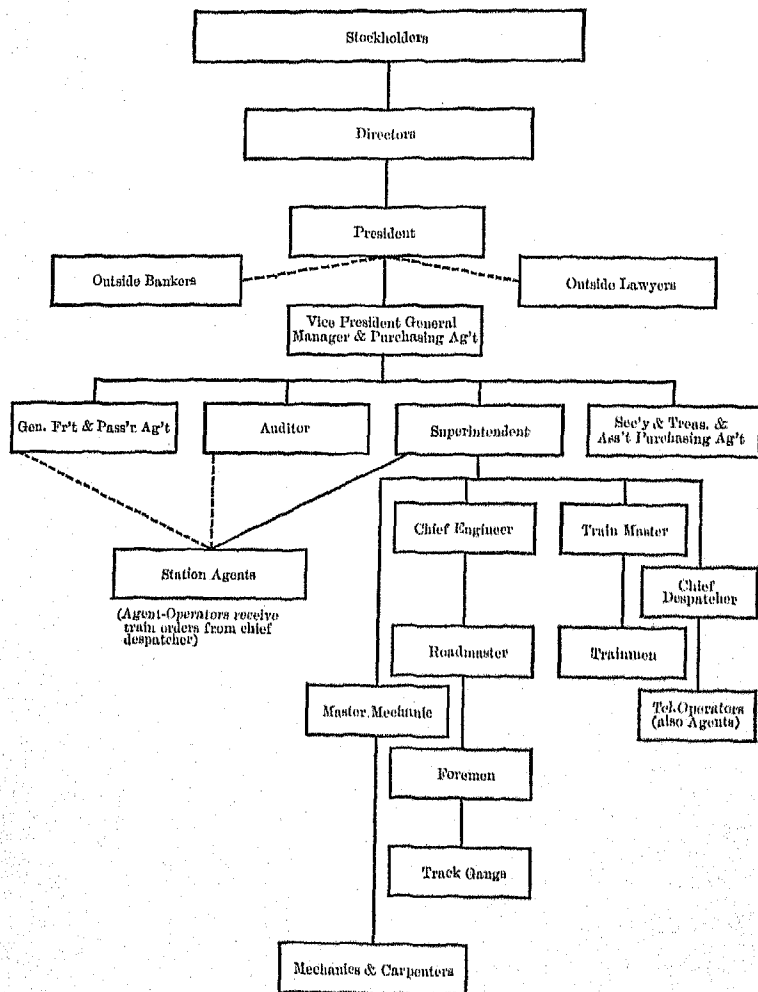 Stockholders
Directors
President
Outside Bankers
Outside Lawyers
Vice President General
Manager & Purchasing Ag't
Gen. Fr't & Pass'r. Ag't
Auditor
Superintendent
Sec'y & Treas. &
Ass't Purchasing Ag't
Chief Engineer
Train Master
Station Agents
(Agent-Operators receive
train orders from chief
despatcher)
Chief
Despatcher
Roadmaster
Trainmen
Master Mechanic
Tel.Operators
(also Agents)
Foremen
Track Gangs
Mechanics & Carpenters